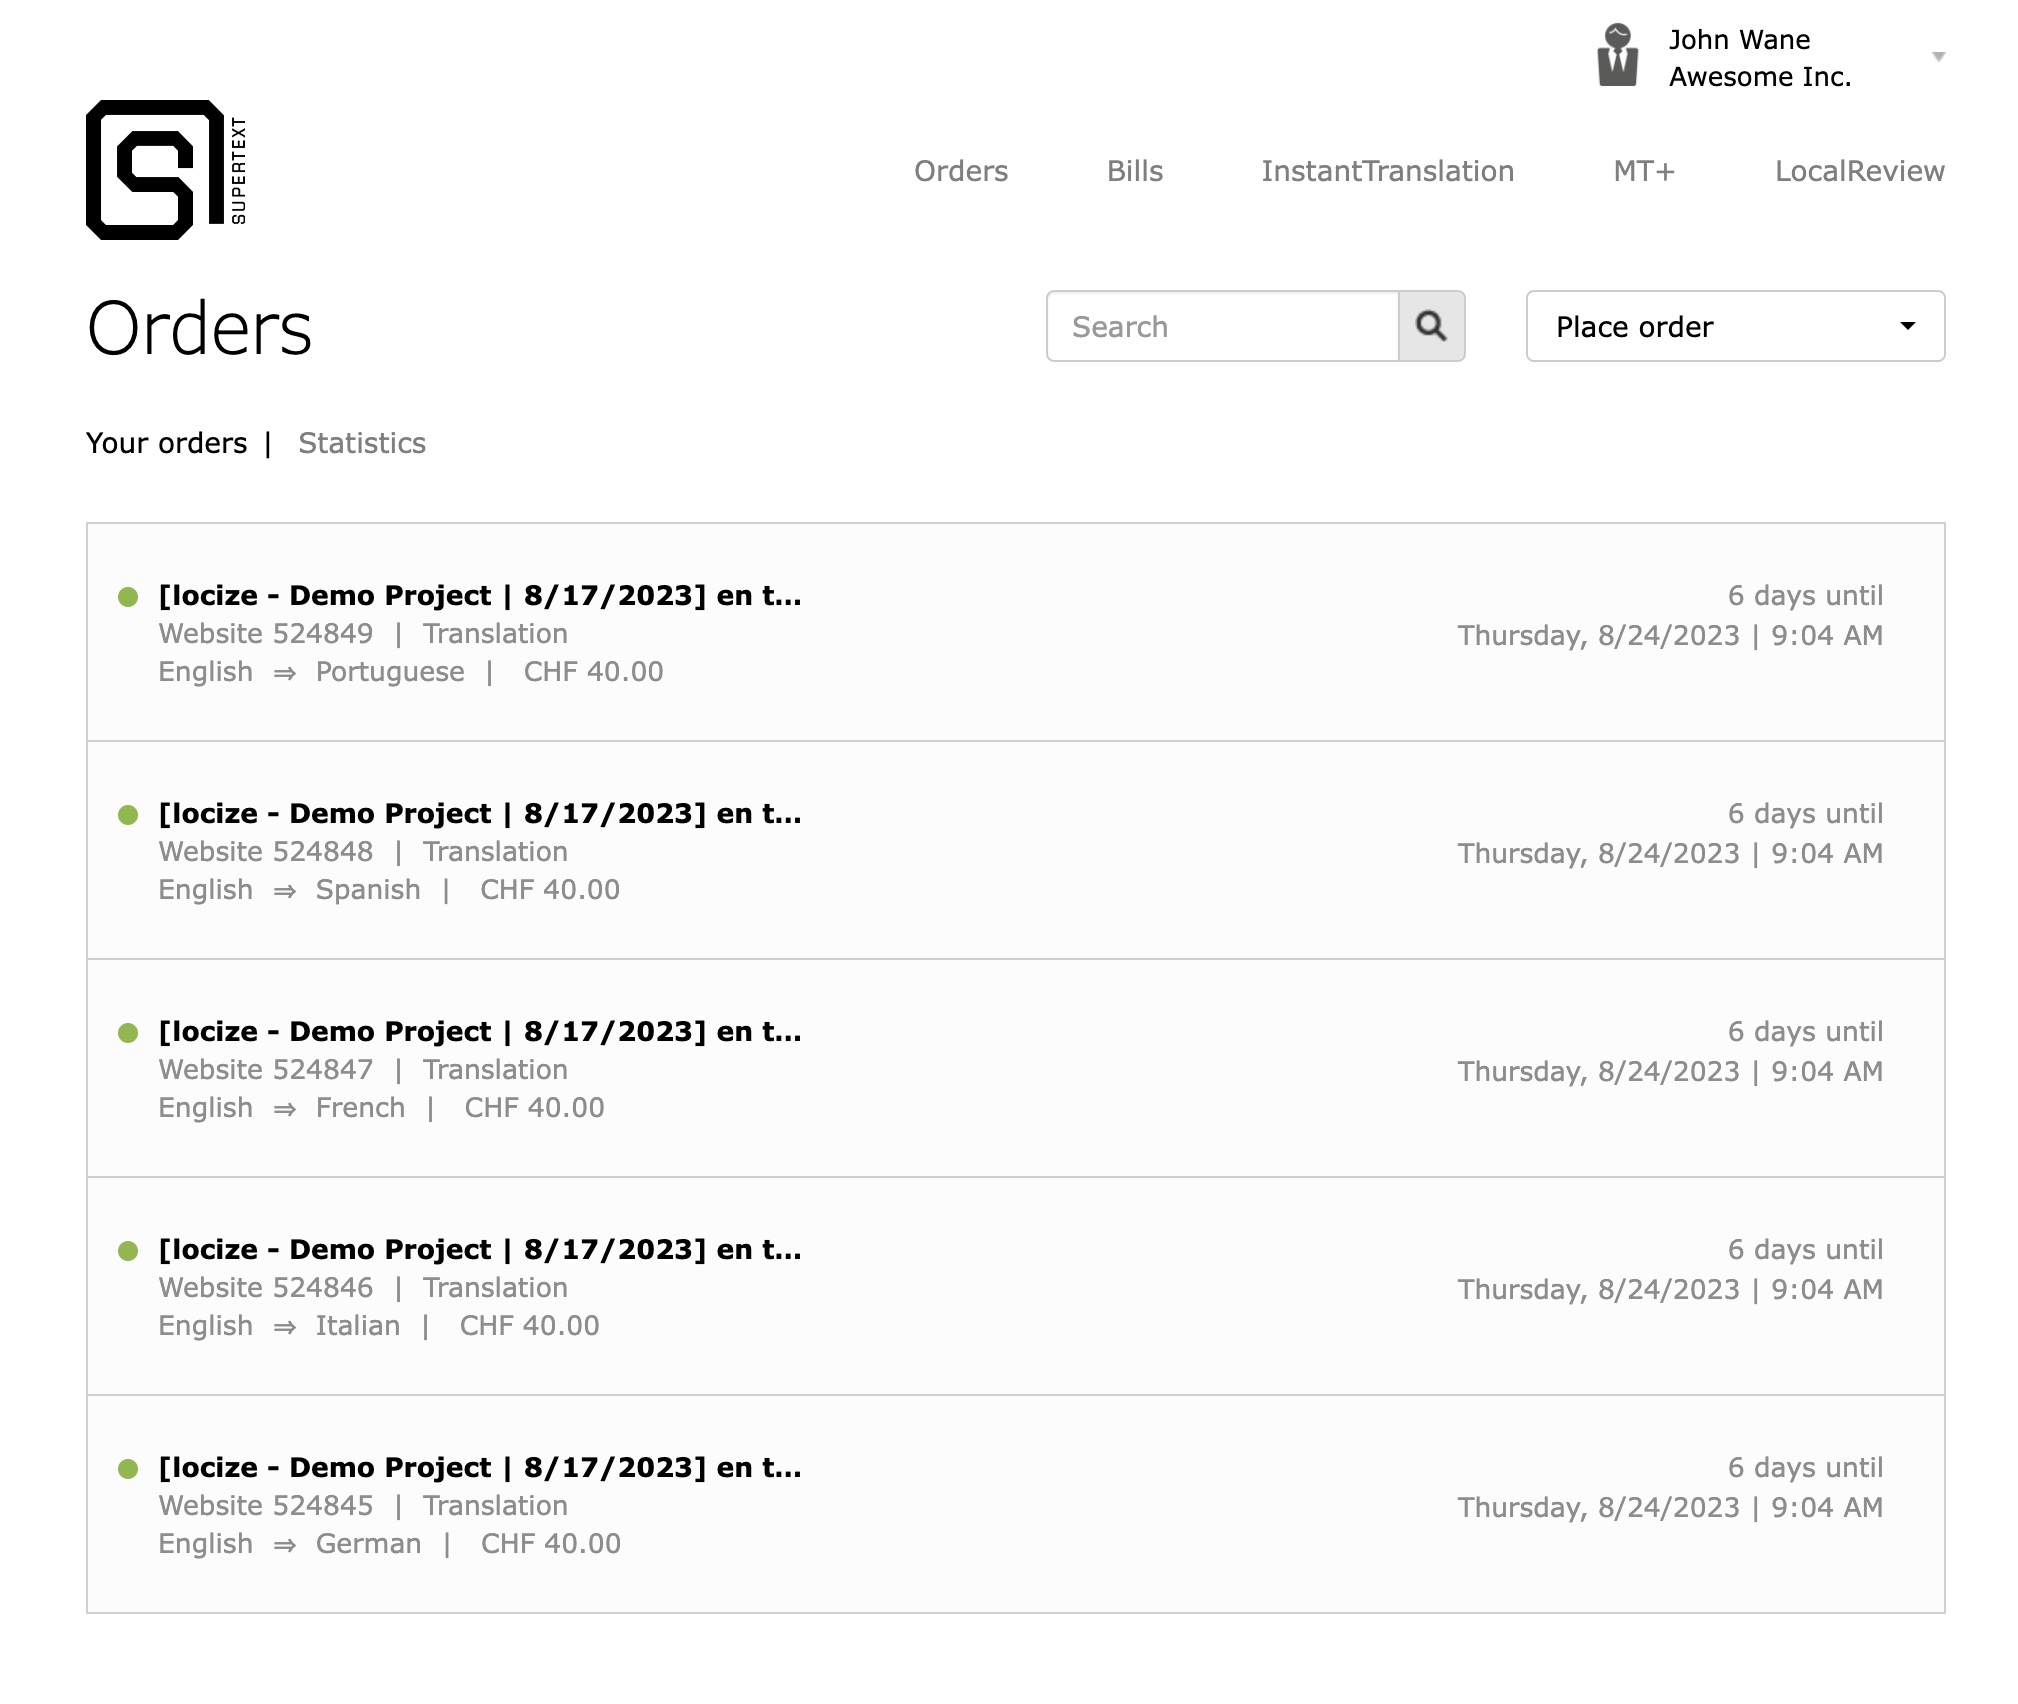 John Wane
Awesome Inc.
SUPERTEXT
Orders Bills InstantTranslation MT+ LocalReview
Orders
Search
Place order
Your orders | Statistics
[locize - Demo Project | 8/17/2023] en t...
6 days until
Website 524849 | Translation
Thursday, 8/24/2023 | 9:04 AM
English ⇒ Portuguese | CHF 40.00
[locize - Demo Project | 8/17/2023] en t...
6 days until
Website 524848 | Translation
Thursday, 8/24/2023 | 9:04 AM
English ⇒ Spanish | CHF 40.00
[locize - Demo Project | 8/17/2023] en t...
6 days until
Website 524847 | Translation
Thursday, 8/24/2023 | 9:04 AM
English ⇒ French | CHF 40.00
[locize - Demo Project | 8/17/2023] en t...
6 days until
Website 524846 | Translation
Thursday, 8/24/2023 | 9:04 AM
English ⇒ Italian | CHF 40.00
[locize - Demo Project | 8/17/2023] en t...
6 days until
Website 524845 | Translation
Thursday, 8/24/2023 | 9:04 AM
English ⇒ German | CHF 40.00